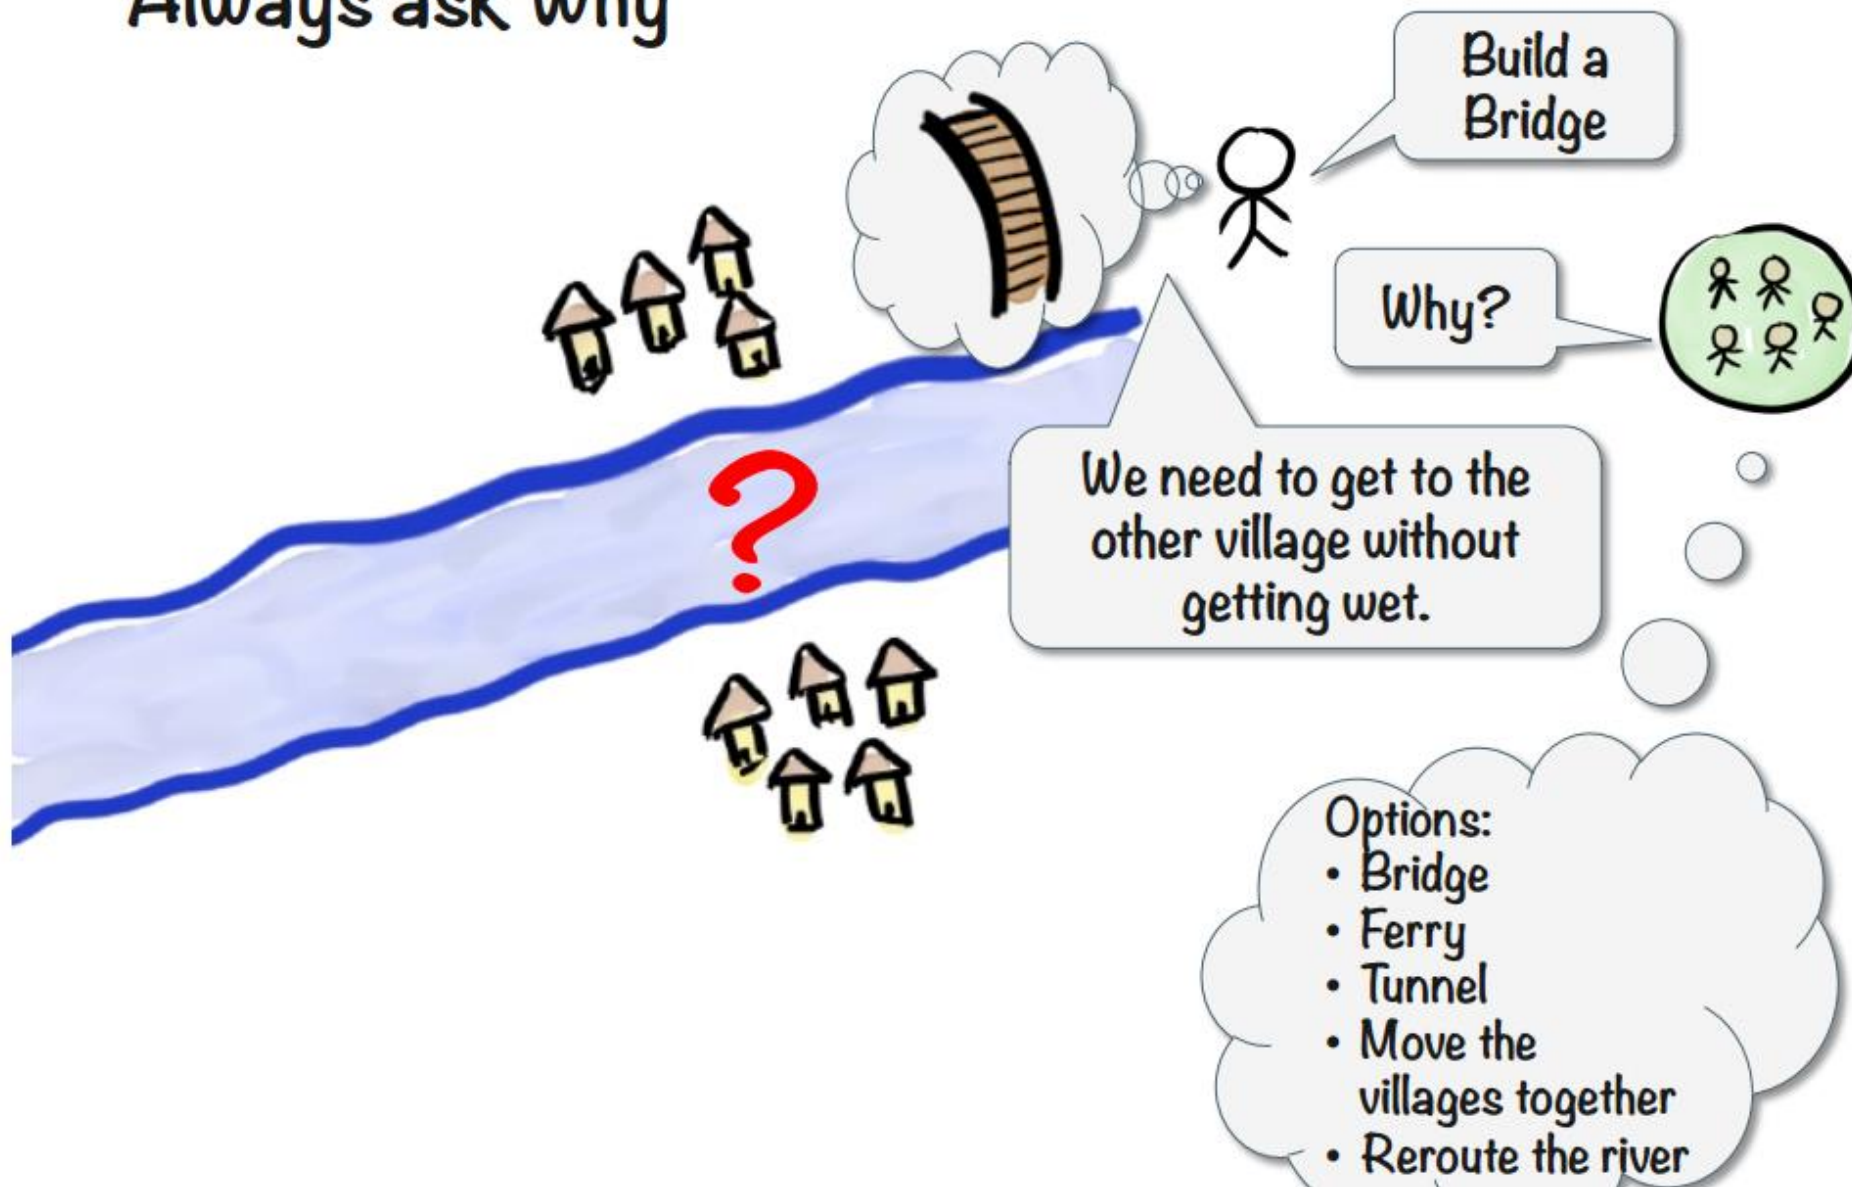 Always ask why
Build a
Bridge
Why?
We need to get to the
other village without
getting wet.
?
Options:
• Bridge
• Ferry
• Tunnel
• Move the
villages together
• Reroute the river